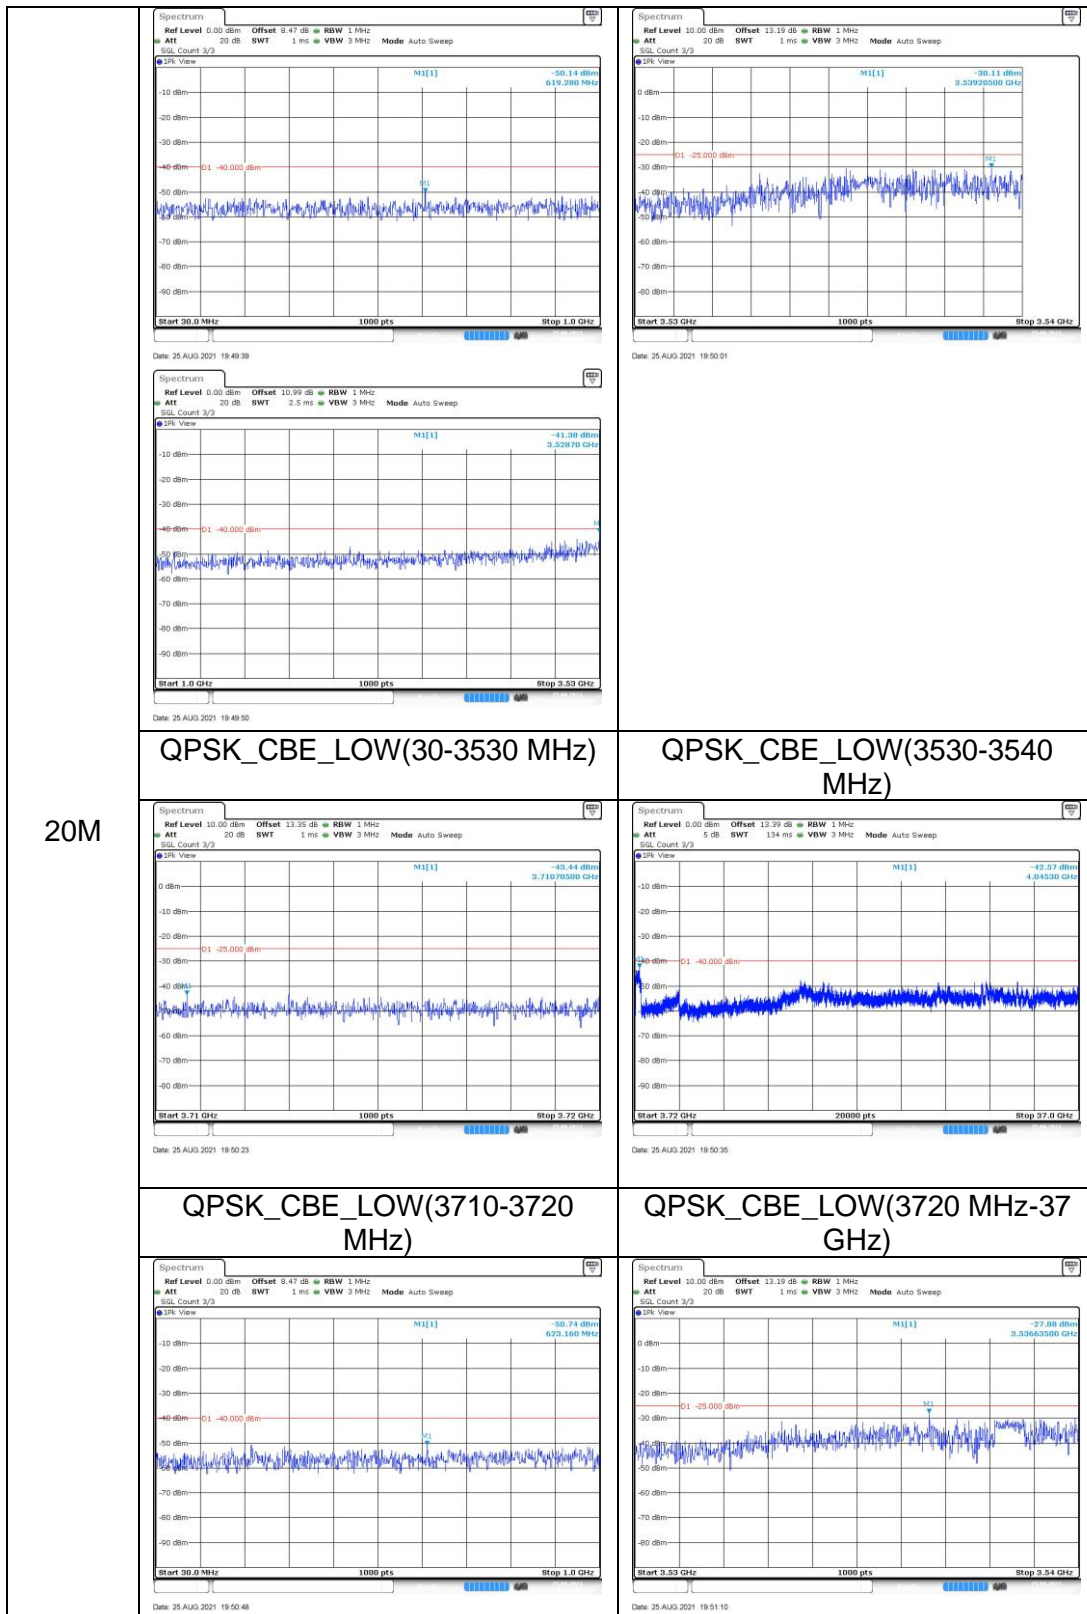 20M
Spectrum
Ref Level 0.00 dBm Offset 8.47 dB RBW 1 MHz
Att 20 dB SWT 1 ms VBW 3 MHz Mode Auto Sweep
SGL Count 3/3
1Pk View
M1[1] -50.14 dBm
619.280 MHz
-10 dBm
-20 dBm
-30 dBm
-40 dBm D1 -40.000 dBm
M1
-50 dBm
-60 dBm
-70 dBm
-80 dBm
-90 dBm
Start 30.0 MHz 1000 pts Stop 1.0 GHz
Date: 25.AUG.2021 19:49:39
Spectrum
Ref Level 10.00 dBm Offset 13.19 dB RBW 1 MHz
Att 20 dB SWT 1 ms VBW 3 MHz Mode Auto Sweep
SGL Count 3/3
1Pk View
M1[1] -30.11 dBm
3.53920500 GHz
0 dBm
-10 dBm
-20 dBm
D1 -25.000 dBm
M1
-30 dBm
-40 dBm
-50 dBm
-60 dBm
-70 dBm
-80 dBm
Start 3.53 GHz 1000 pts Stop 3.54 GHz
Date: 25.AUG.2021 19:50:01
Spectrum
Ref Level 0.00 dBm Offset 10.99 dB RBW 1 MHz
Att 20 dB SWT 2.5 ms VBW 3 MHz Mode Auto Sweep
SGL Count 3/3
1Pk View
M1[1] -41.38 dBm
3.52870 GHz
-10 dBm
-20 dBm
-30 dBm
M
-40 dBm D1 -40.000 dBm
-50 dBm
-60 dBm
-70 dBm
-80 dBm
-90 dBm
Start 1.0 GHz 1000 pts Stop 3.53 GHz
Date: 25.AUG.2021 19:49:50
QPSK_CBE_LOW(30-3530 MHz)
QPSK_CBE_LOW(3530-3540
MHz)
Spectrum
Ref Level 10.00 dBm Offset 13.35 dB RBW 1 MHz
Att 20 dB SWT 1 ms VBW 3 MHz Mode Auto Sweep
SGL Count 3/3
1Pk View
M1[1] -43.44 dBm
3.71070500 GHz
0 dBm
-10 dBm
-20 dBm
D1 -25.000 dBm
-30 dBm
-40 dBm
M1
-50 dBm
-60 dBm
-70 dBm
-80 dBm
Start 3.71 GHz 1000 pts Stop 3.72 GHz
Date: 25.AUG.2021 19:50:23
Spectrum
Ref Level 0.00 dBm Offset 13.39 dB RBW 1 MHz
Att 5 dB SWT 134 ms VBW 3 MHz Mode Auto Sweep
SGL Count 3/3
1Pk View
M1[1] -42.57 dBm
4.04530 GHz
-10 dBm
-20 dBm
-30 dBm
-40 dBm D1 -40.000 dBm
-50 dBm
-60 dBm
-70 dBm
-80 dBm
-90 dBm
Start 3.72 GHz 20000 pts Stop 37.0 GHz
Date: 25.AUG.2021 19:50:35
QPSK_CBE_LOW(3710-3720
MHz)
QPSK_CBE_LOW(3720 MHz-37
GHz)
Spectrum
Ref Level 0.00 dBm Offset 8.47 dB RBW 1 MHz
Att 20 dB SWT 1 ms VBW 3 MHz Mode Auto Sweep
SGL Count 3/3
1Pk View
M1[1] -50.74 dBm
623.160 MHz
-10 dBm
-20 dBm
-30 dBm
-40 dBm D1 -40.000 dBm
M1
-50 dBm
-60 dBm
-70 dBm
-80 dBm
-90 dBm
Start 30.0 MHz 1000 pts Stop 1.0 GHz
Date: 25.AUG.2021 19:50:48
Spectrum
Ref Level 10.00 dBm Offset 13.19 dB RBW 1 MHz
Att 20 dB SWT 1 ms VBW 3 MHz Mode Auto Sweep
SGL Count 3/3
1Pk View
M1[1] -27.88 dBm
3.53663500 GHz
0 dBm
-10 dBm
-20 dBm
D1 -25.000 dBm
M1
-30 dBm
-40 dBm
-50 dBm
-60 dBm
-70 dBm
-80 dBm
Start 3.53 GHz 1000 pts Stop 3.54 GHz
Date: 25.AUG.2021 19:51:10